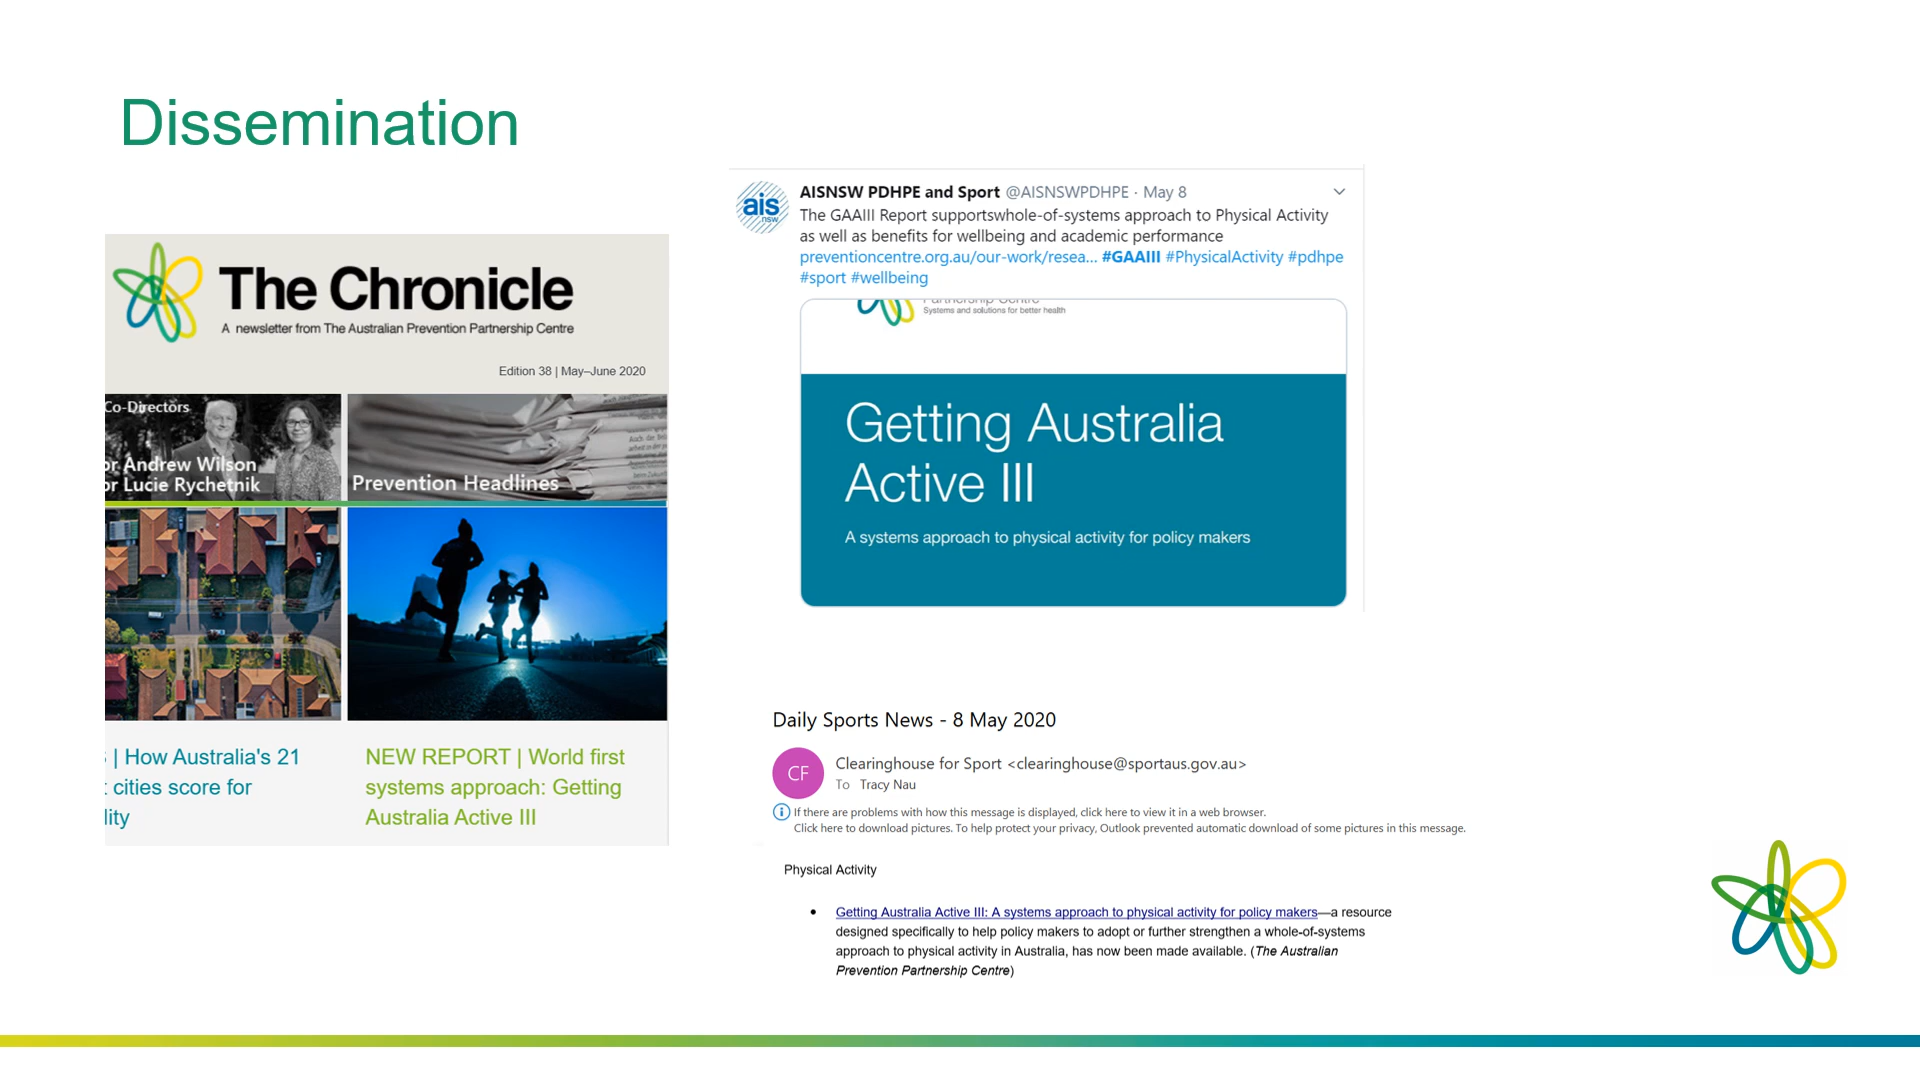 Dissemination
The Chronicle
A newsletter from The Australian Prevention Partnership Centre
Edition 38 | May–June 2020
Co-Directors
or Andrew Wilson
or Lucie Rychetnik
Prevention Headlines
| How Australia's 21
cities score for
lity
NEW REPORT | World first
systems approach: Getting
Australia Active III
ais
nsw
AISNSW PDHPE and Sport @AISNSWPDHPE · May 8
The GAAIII Report supportswhole-of-systems approach to Physical Activity
as well as benefits for wellbeing and academic performance
preventioncentre.org.au/our-work/resea... #GAAIII #PhysicalActivity #pdhpe
#sport #wellbeing
Partnership Centre
Systems and solutions for better health
Getting Australia
Active III
A systems approach to physical activity for policy makers
Daily Sports News - 8 May 2020
CF
Clearinghouse for Sport <clearinghouse@sportaus.gov.au>
To Tracy Nau
If there are problems with how this message is displayed, click here to view it in a web browser.
Click here to download pictures. To help protect your privacy, Outlook prevented automatic download of some pictures in this message.
Physical Activity
• Getting Australia Active III: A systems approach to physical activity for policy makers—a resource
designed specifically to help policy makers to adopt or further strengthen a whole-of-systems
approach to physical activity in Australia, has now been made available. (The Australian
Prevention Partnership Centre)